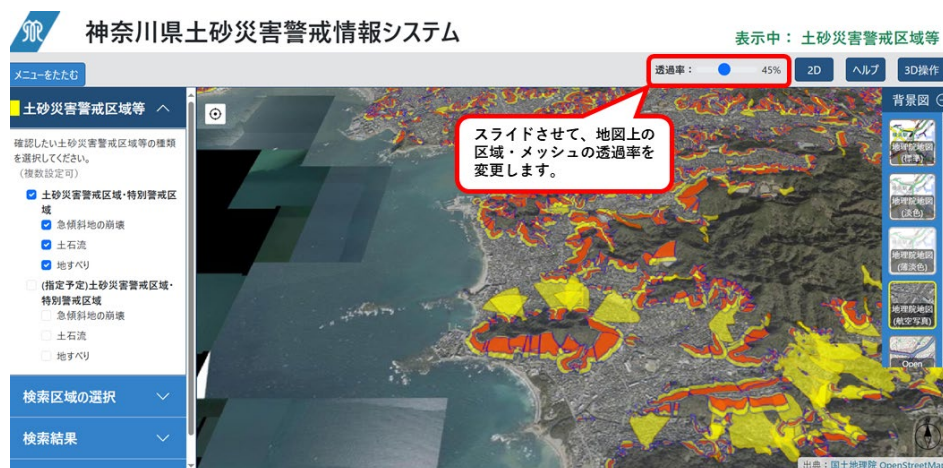 神奈川県土砂災害警戒情報システム
表示中： 土砂災害警戒区域等
メニューをたたむ
透過率：
45%
2D
ヘルプ
3D操作
土砂災害警戒区域等
確認したい土砂災害警戒区域等の種類
を選択してください。
（複数設定可）
土砂災害警戒区域・特別警戒区
域
急傾斜地の崩壊
土石流
地すべり
(指定予定)土砂災害警戒区域・
特別警戒区域
急傾斜地の崩壊
土石流
地すべり
検索区域の選択
検索結果
スライドさせて、地図上の
区域・メッシュの透過率を
変更します。
背景図
地理院地図
(標準)
地理院地図
(淡色)
地理院地図
(薄淡色)
地理院地図
(航空写真)
Open
出典：国土地理院 OpenStreetMa